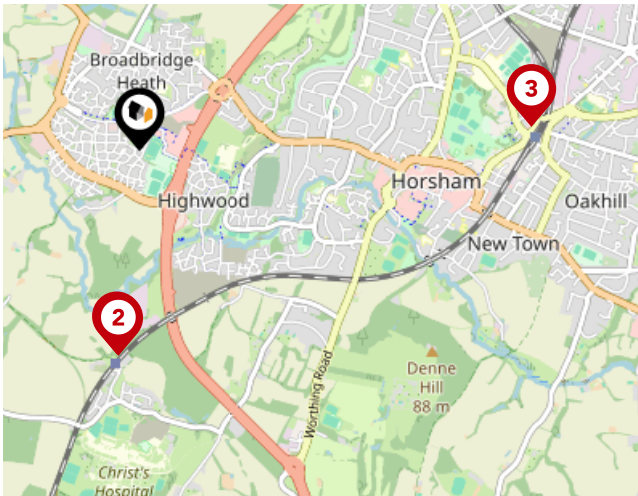 Broadbridge
Heath
3
Horsham
Highwood
Oakhill
New Town
2
Worthing Road
Denne
Hill
88 m
Christ's
Hospital